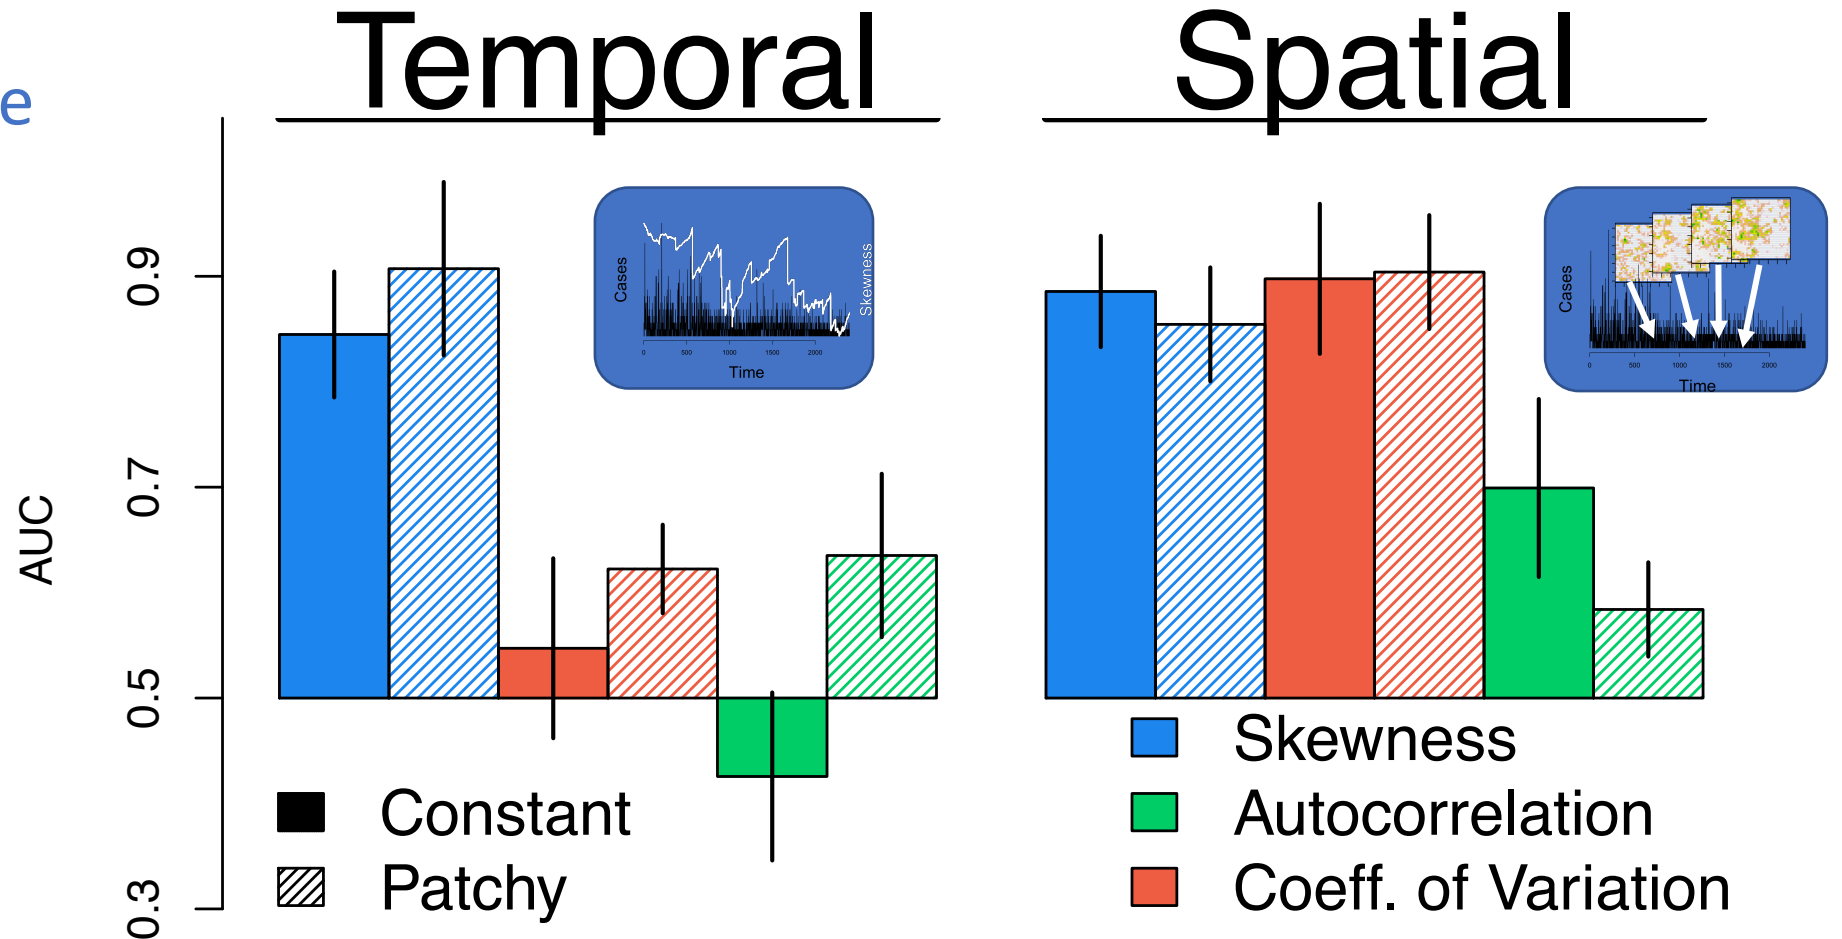 Temporal
Spatial
e
AUC
0.9
0.7
0.5
0.3
Cases
Skewness
0 500 1000 1500 2000
Time
Cases
0 500 1000 1500 2000
Time
Constant
Patchy
Skewness
Autocorrelation
Coeff. of Variation